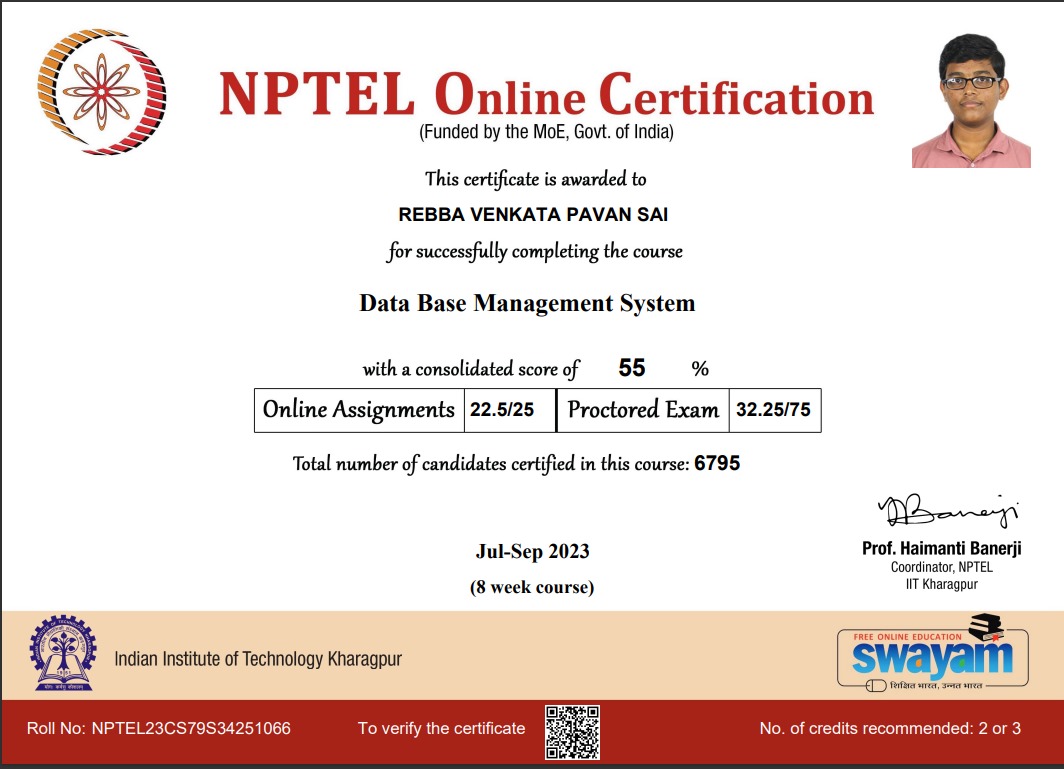 NPTEL Online Certification
(Funded by the MoE, Govt. of India)
This certificate is awarded to
REBBA VENKATA PAVAN SAI
for successfully completing the course
Data Base Management System
with a consolidated score of 55 %
Online Assignments 22.5/25 Proctored Exam 32.25/75
Total number of candidates certified in this course: 6795
Banerji
Prof. Haimanti Banerji
Coordinator, NPTEL
IIT Kharagpur
Jul-Sep 2023
(8 week course)
Indian Institute of Technology Kharagpur
FREE ONLINE EDUCATION
swayam
शिक्षित भारत, उन्नत भारत
Roll No: NPTEL23CS79S34251066 To verify the certificate No. of credits recommended: 2 or 3